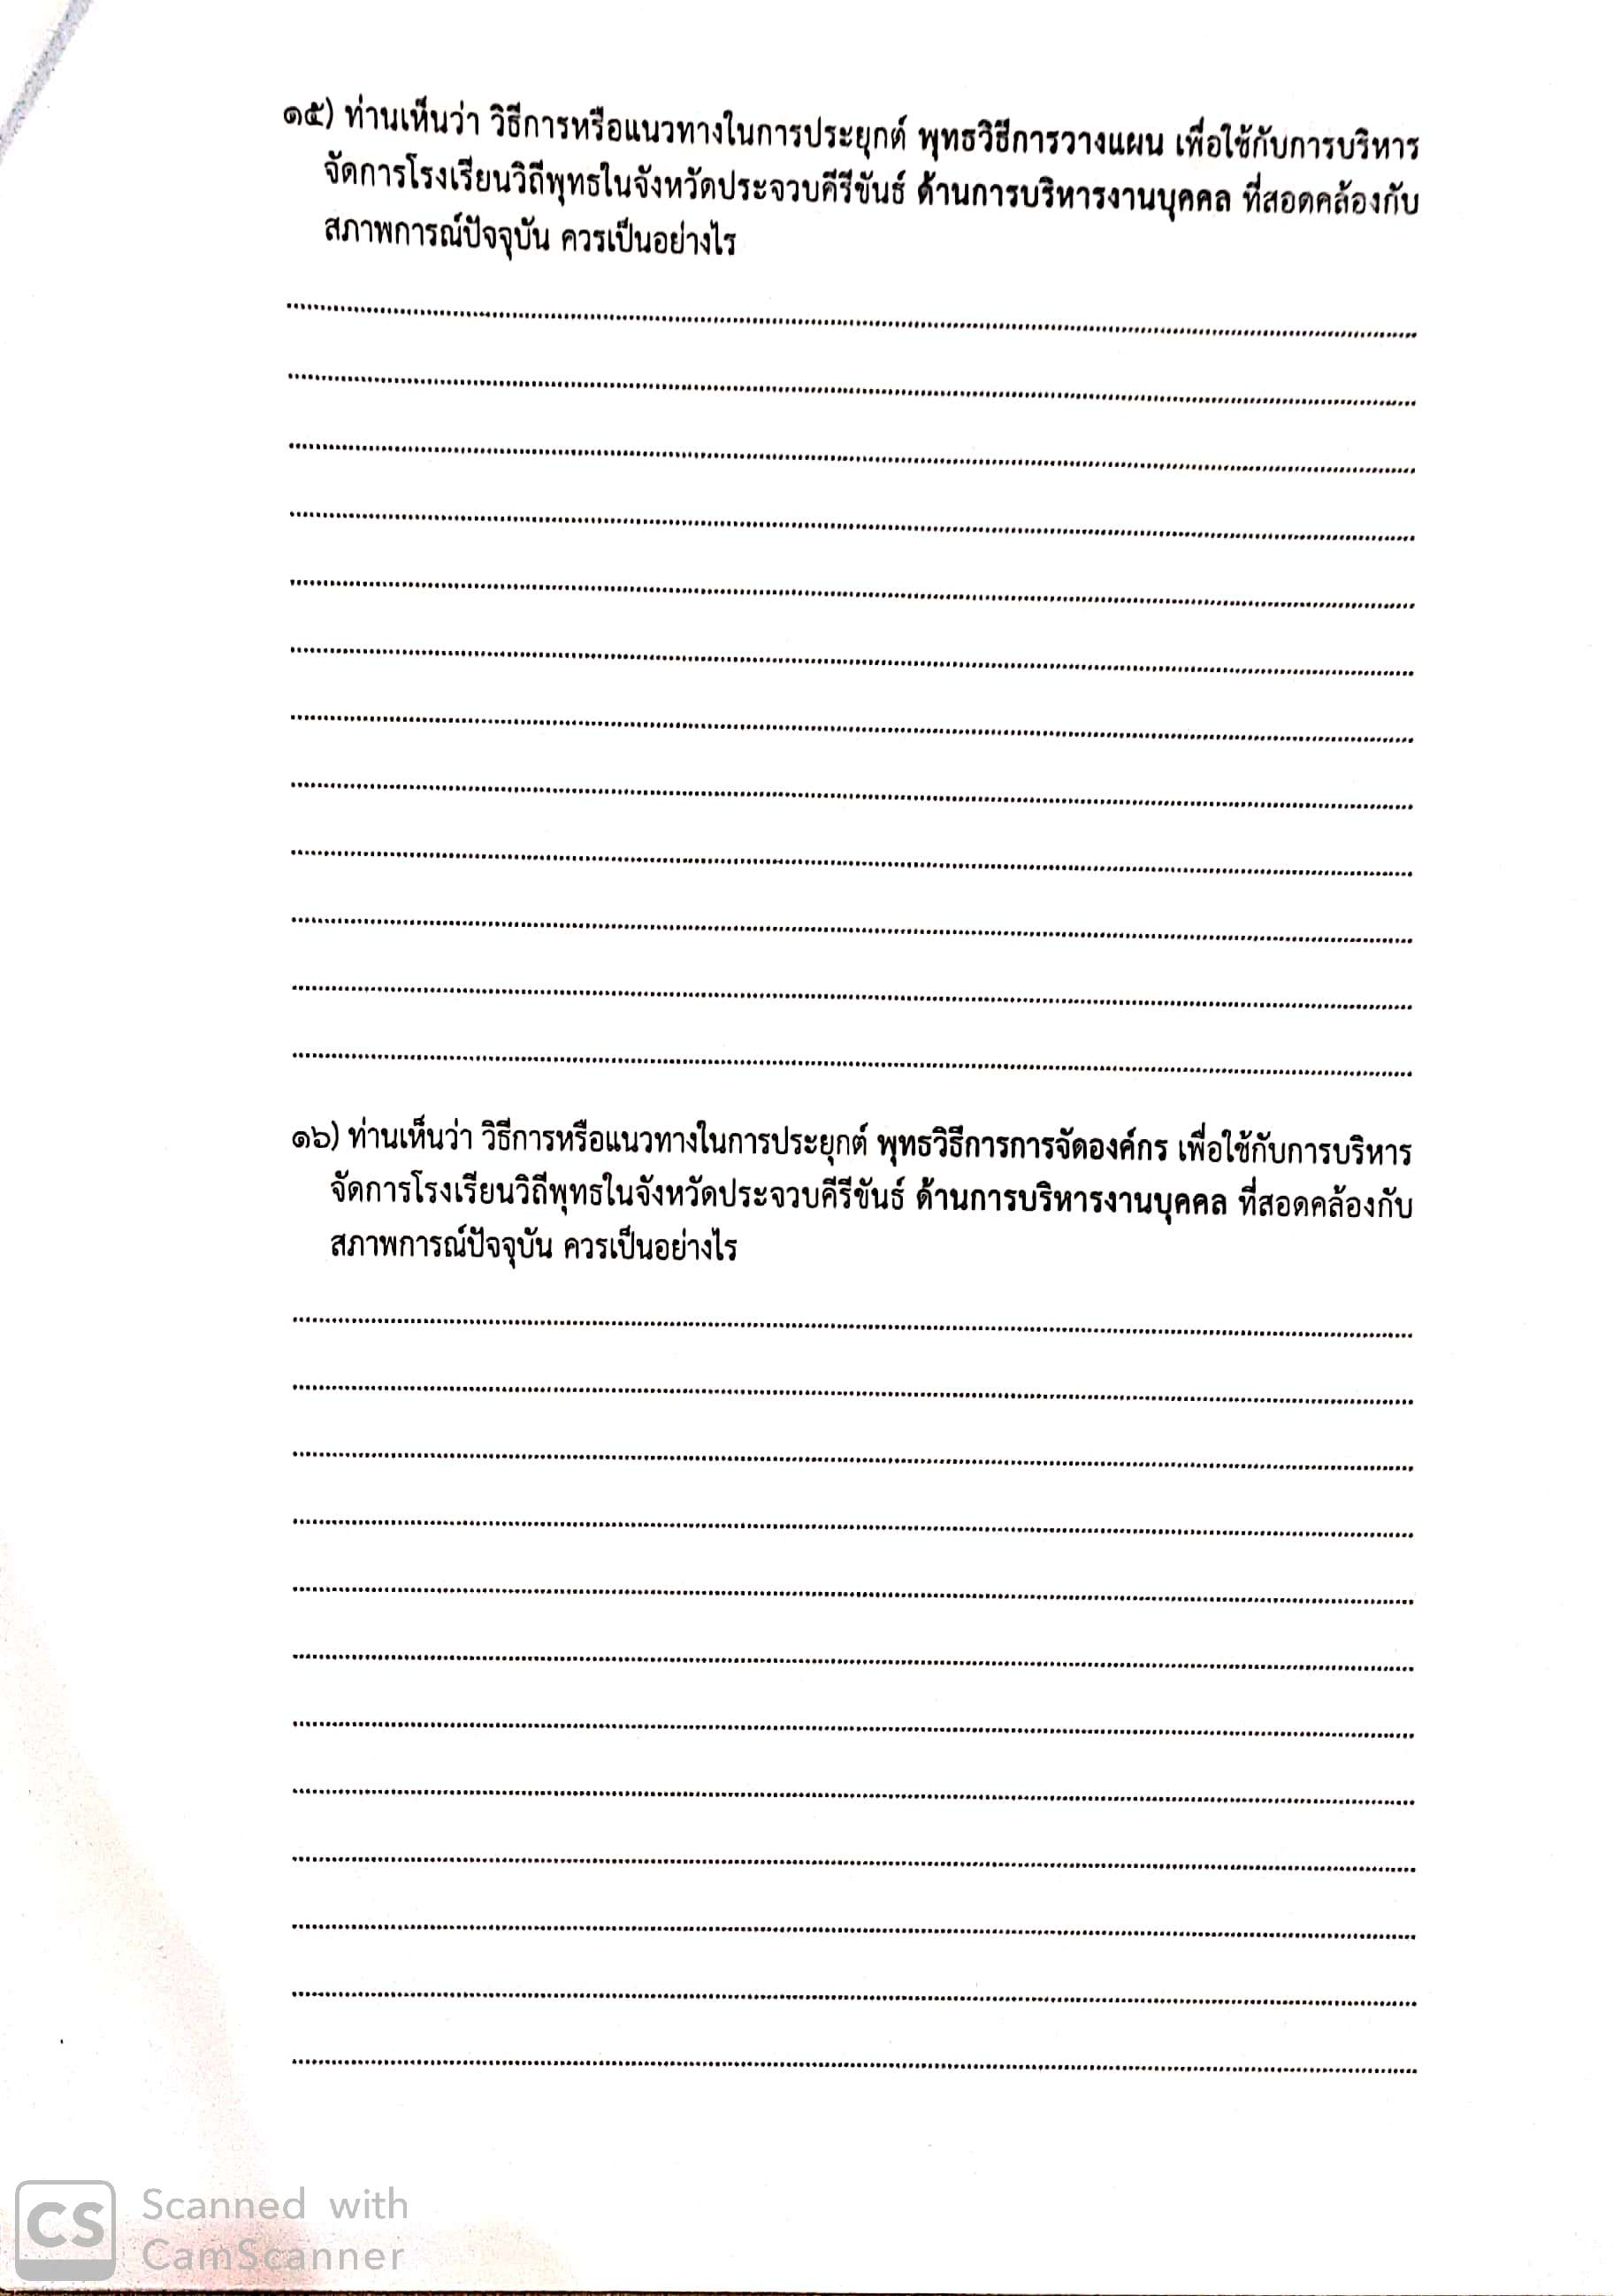 ๑๕) ท่านเห็นว่า วิธีการหรือแนวทางในการประยุกต์ พุทธวิธีการวางแผน เพื่อใช้กับการบริหาร
จัดการโรงเรียนวิถีพุทธในจังหวัดประจวบคีรีขันธ์ ด้านการบริหารงานบุคคล ที่สอดคล้องกับ
สภาพการณ์ปัจจุบัน ควรเป็นอย่างไร
๑๖) ท่านเห็นว่า วิธีการหรือแนวทางในการประยุกต์ พุทธวิธีการการจัดองค์กร เพื่อใช้กับการบริหาร
จัดการโรงเรียนวิถีพุทธในจังหวัดประจวบคีรีขันธ์ ด้านการบริหารงานบุคคล ที่สอดคล้องกับ
สภาพการณ์ปัจจุบัน ควรเป็นอย่างไร
CS Scanned with
CamScanner